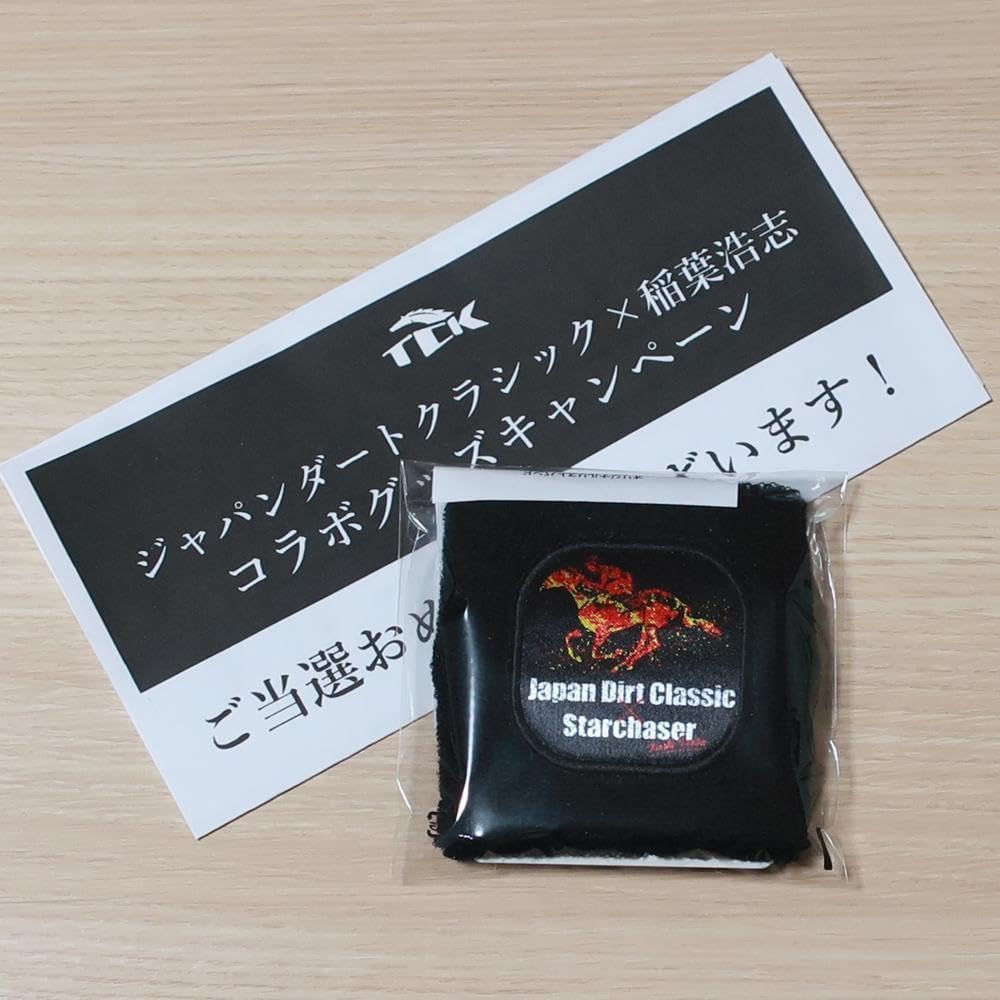 TCK
ジャパンダートクラシック×稲葉浩志
コラボグッズキャンペーン
ご当選おめ
ざいます!
Japan Dirt Classic
×
Starchaser